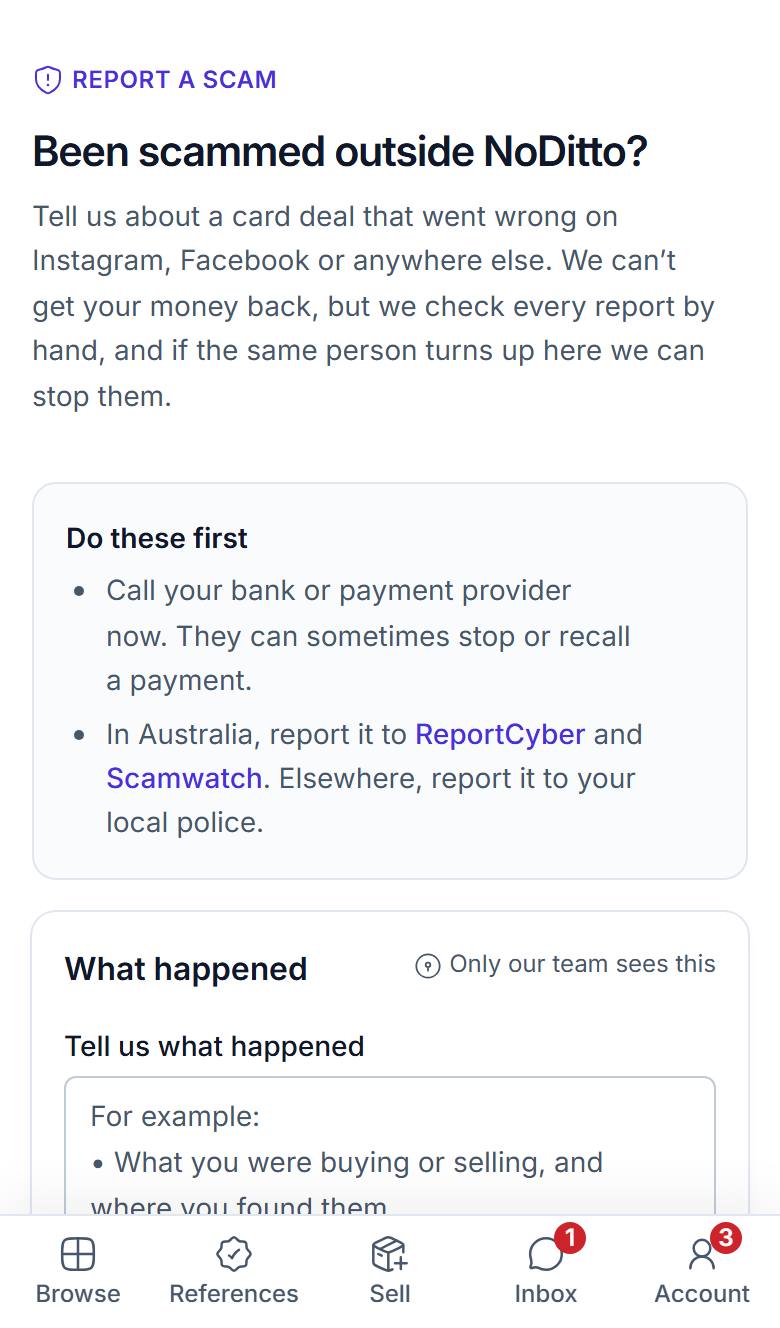 REPORT A SCAM
Been scammed outside NoDitto?
Tell us about a card deal that went wrong on
Instagram, Facebook or anywhere else. We can’t
get your money back, but we check every report by
hand, and if the same person turns up here we can
stop them.
Do these first
• Call your bank or payment provider
now. They can sometimes stop or recall
a payment.
• In Australia, report it to ReportCyber and
Scamwatch. Elsewhere, report it to your
local police.
What happened
Only our team sees this
Tell us what happened
For example:
• What you were buying or selling, and
where you found them
1
3
Browse
References
Sell
Inbox
Account